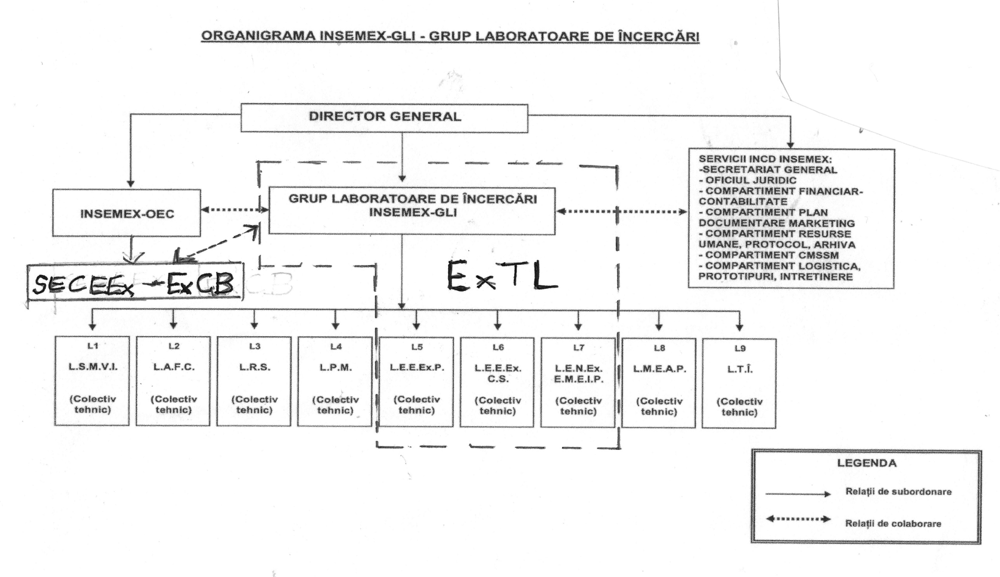 ORGANIGRAMA INSEMEX-GLI - GRUP LABORATOARE DE ÎNCERCĂRI
DIRECTOR GENERAL
INSEMEX-OEC
GRUP LABORATOARE DE ÎNCERCĂRI
INSEMEX-GLI
SERVICII INCD INSEMEX:
-SECRETARIAT GENERAL
- OFICIUL JURIDIC
- COMPARTIMENT FINANCIAR-
CONTABILITATE
- COMPARTIMENT PLAN
DOCUMENTARE MARKETING
- COMPARTIMENT RESURSE
UMANE, PROTOCOL, ARHIVA
- COMPARTIMENT CMSSM
- COMPARTIMENT LOGISTICA,
PROTOTIPURI, INTRETINERE
SECEEx - ExCB
ExTL
L1
L.S.M.V.I.
(Colectiv
tehnic)
L2
L.A.F.C.
(Colectiv
tehnic)
L3
L.R.S.
(Colectiv
tehnic)
L4
L.P.M.
(Colectiv
tehnic)
L5
L.E.E.Ex.P.
(Colectiv
tehnic)
L6
L.E.E.Ex.
C.S.
(Colectiv
tehnic)
L7
L.E.N.Ex.
E.M.E.I.P.
(Colectiv
tehnic)
L8
L.M.E.A.P.
(Colectiv
tehnic)
L9
L.T.Î.
(Colectiv
tehnic)
LEGENDA
Relații de subordonare
Relații de colaborare